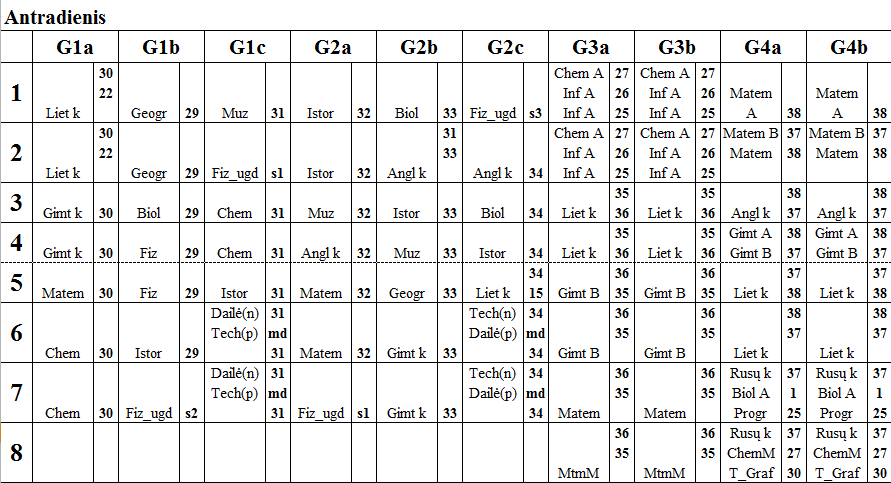 Antradienis
G1a G1b G1c G2a G2b G2c G3a G3b G4a G4b
1
30 Chem A 27 Chem A 27
22 Inf A 26 Inf A 26 Matem Matem
Liet k Geogr 29 Muz 31 Istor 32 Biol 33 Fiz_ugd s3 Inf A 25 Inf A 25 A 38 A 38
2
30 31 Chem A 27 Chem A 27 Matem B 37 Matem B 37
22 33 Inf A 26 Inf A 26 Matem 38 Matem 38
Liet k Geogr 29 Fiz_ugd s1 Istor 32 Angl k Angl k 34 Inf A 25 Inf A 25
3
35 35 38 38
Gimt k 30 Biol 29 Chem 31 Muz 32 Istor 33 Biol 34 Liet k 36 Liet k 36 Angl k 37 Angl k 37
4
35 35 Gimt A 38 Gimt A 38
Gimt k 30 Fiz 29 Chem 31 Angl k 32 Muz 33 Istor 34 Liet k 36 Liet k 36 Gimt B 37 Gimt B 37
5
34 36 36 37 37
Matem 30 Fiz 29 Istor 31 Matem 32 Geogr 33 Liet k 15 Gimt B 35 Gimt B 35 Liet k 38 Liet k 38
6
Dailė(n) 31 Tech(n) 34 36 36 38 38
Tech(p) md Dailė(p) md 35 35 37 37
Chem 30 Istor 29 31 Matem 32 Gimt k 33 34 Gimt B Gimt B Liet k Liet k
7
Dailė(n) 31 Tech(n) 34 36 36 Rusų k 37 Rusų k 37
Tech(p) md Dailė(p) md 35 35 Biol A 1 Biol A 1
Chem 30 Fiz_ugd s2 31 Fiz_ugd s1 Gimt k 33 34 Matem Matem Progr 25 Progr 25
8
36 36 Rusų k 37 Rusų k 37
35 35 ChemM 27 ChemM 27
MtmM MtmM T_Graf 30 T_Graf 30